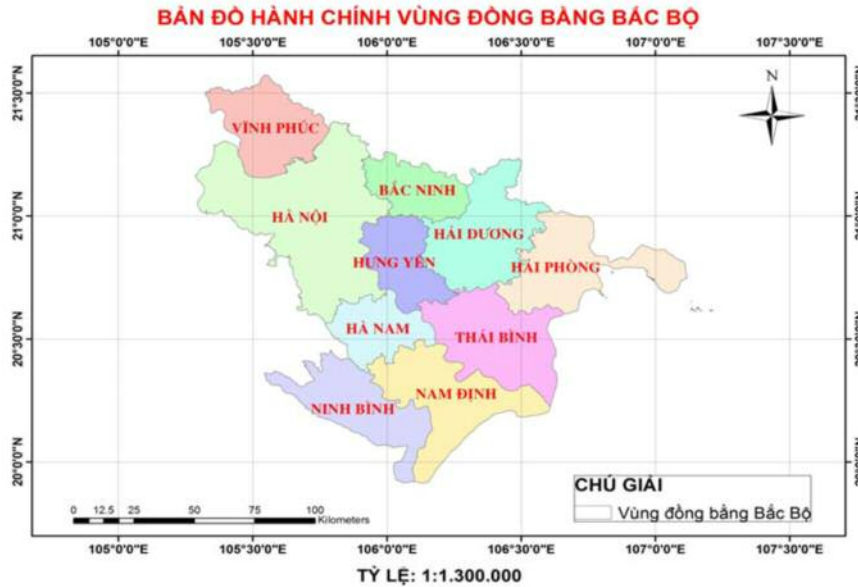 BẢN ĐỒ HÀNH CHÍNH VÙNG ĐỒNG BẰNG BẮC BỘ
105°0'0"E 105°30'0"E 106°0'0"E 106°30'0"E 107°0'0"E 107°30'0"E
N
21°30'0"N
VĨNH PHÚC
BẮC NINH
21°0'0"N
HÀ NỘI
HẢI DƯƠNG
HƯNG YÊN
HẢI PHÒNG
20°30'0"N
HÀ NAM
THÁI BÌNH
NAM ĐỊNH
NINH BÌNH
20°0'0"N
CHÚ GIẢI
Vùng đồng bằng Bắc Bộ
0 12.5 25 50 75 100
Kilometers
105°0'0"E 105°30'0"E 106°0'0"E 106°30'0"E 107°0'0"E 107°30'0"E
TỶ LỆ: 1:1.300.000